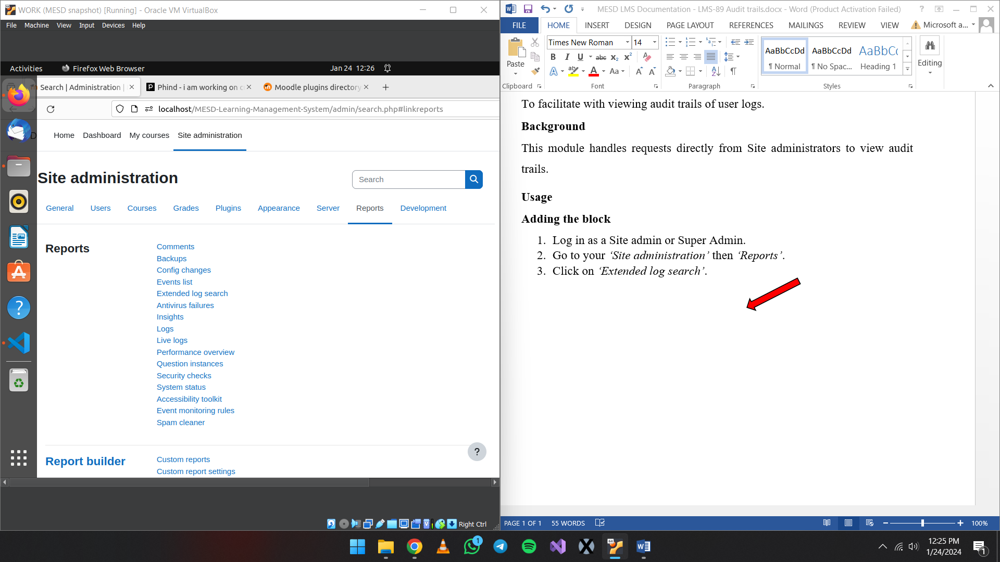 WORK (MESD snapshot) [Running] - Oracle VM VirtualBox
File Machine View Input Devices Help
Activities Firefox Web Browser Jan 24 12:26
Search | Administration | Phind - i am working on Moodle plugins directory
localhost/MESD-Learning-Management-System/admin/search.php#linkreports
Home Dashboard My courses Site administration
Site administration
Search
General Users Courses Grades Plugins Appearance Server Reports Development
Reports
Comments
Backups
Config changes
Events list
Extended log search
Antivirus failures
Insights
Logs
Live logs
Performance overview
Question instances
Security checks
System status
Accessibility toolkit
Event monitoring rules
Spam cleaner
?
Report builder
Custom reports
Custom report settings
Right Ctrl
MESD LMS Documentation - LMS-89 Audit trails.docx - Word (Product Activation Failed)
FILE HOME INSERT DESIGN PAGE LAYOUT REFERENCES MAILINGS REVIEW VIEW Microsoft a...
Paste
Times New Roman 14
AaBbCcDd AaBbCcDd AaBbCc
¶ Normal ¶ No Spac... Heading 1
Editing
Clipboard Font Paragraph Styles
To facilitate with viewing audit trails of user logs.
Background
This module handles requests directly from Site administrators to view audit
trails.
Usage
Adding the block
1. Log in as a Site admin or Super Admin.
2. Go to your ‘Site administration’ then ‘Reports’.
3. Click on ‘Extended log search’.
PAGE 1 OF 1 55 WORDS 100%
1
64
12:25 PM
1/24/2024
1